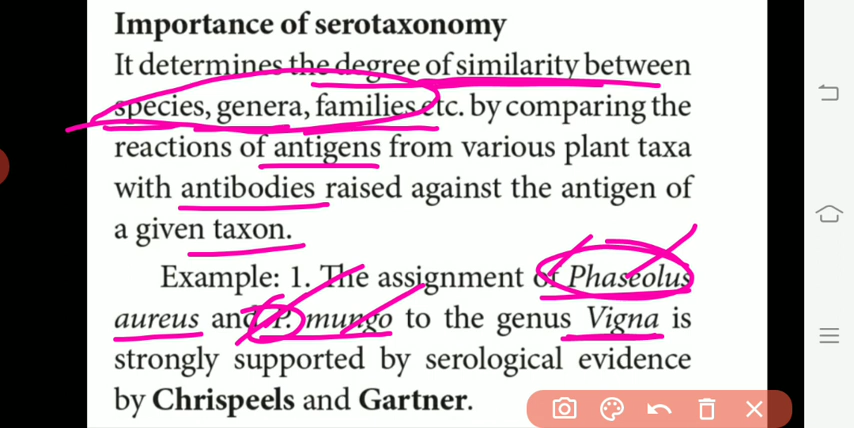 Importance of serotaxonomy
It determines the degree of similarity between
species, genera, families etc. by comparing the
reactions of antigens from various plant taxa
with antibodies raised against the antigen of
a given taxon.
Example: 1. The assignment of Phaseolus
aureus and P. mungo to the genus Vigna is
strongly supported by serological evidence
by Chrispeels and Gartner.